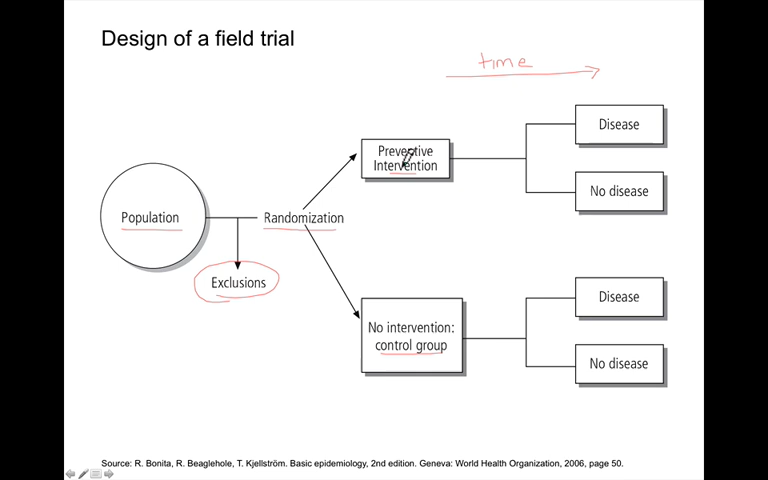 Design of a field trial
time
Disease
Preventive
Intervention
No disease
Population
Randomization
Exclusions
Disease
No intervention:
control group
No disease
Source: R. Bonita, R. Beaglehole, T. Kjellström. Basic epidemiology, 2nd edition. Geneva: World Health Organization, 2006, page 50.